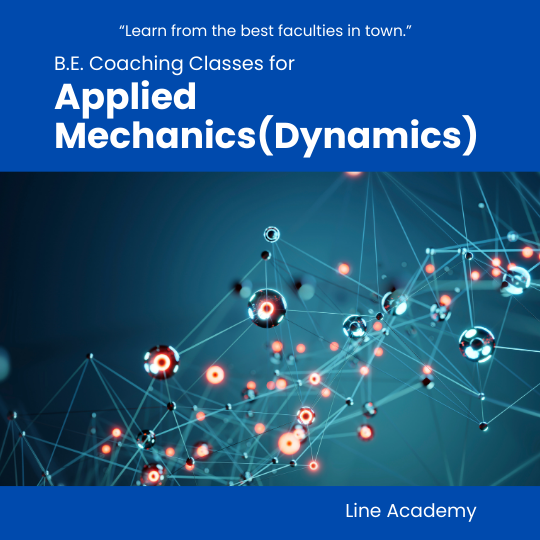 “Learn from the best faculties in town.”
B.E. Coaching Classes for
Applied
Mechanics(Dynamics)
Line Academy